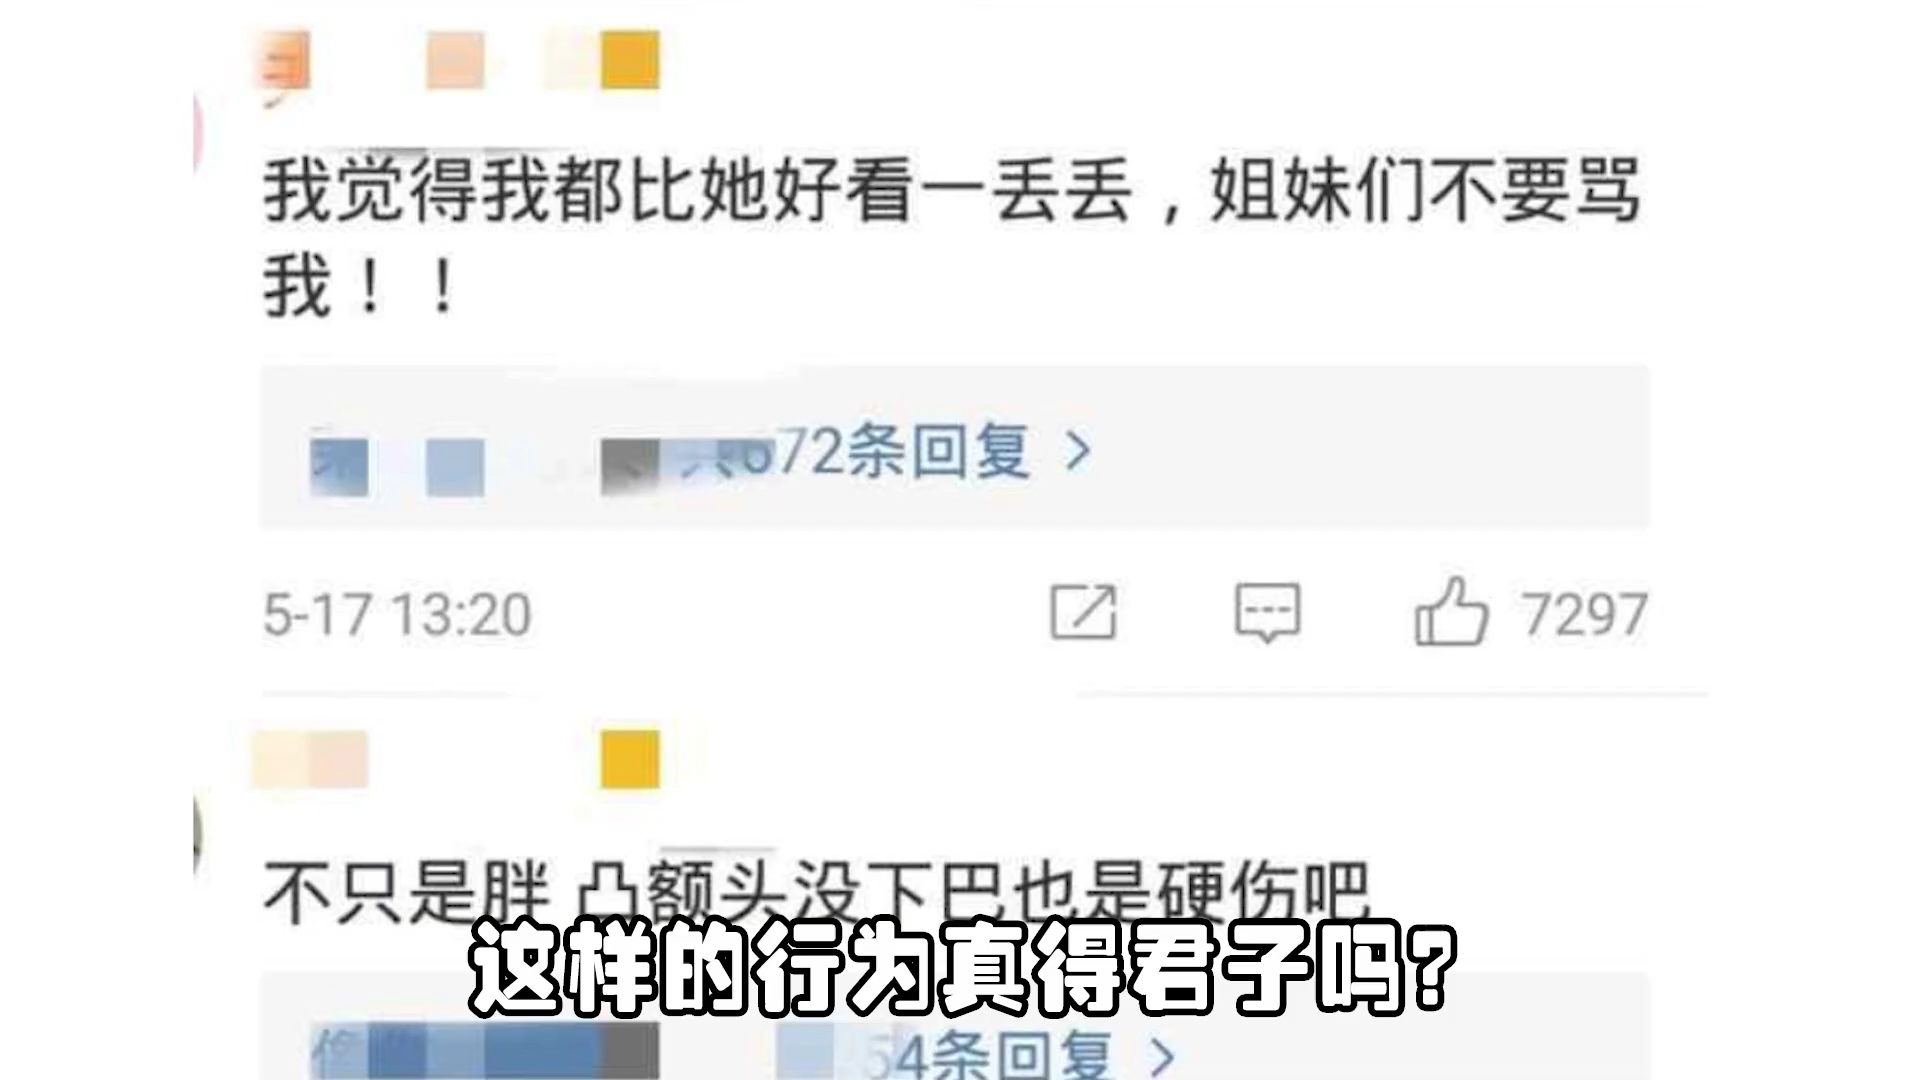 我觉得我都比她好看一丢丢，姐妹们不要骂
我！！
672条回复 >
5-17 13:20
7297
不只是胖 凸额头没下巴也是硬伤吧
这样的行为真得君子吗?
54条回复 >